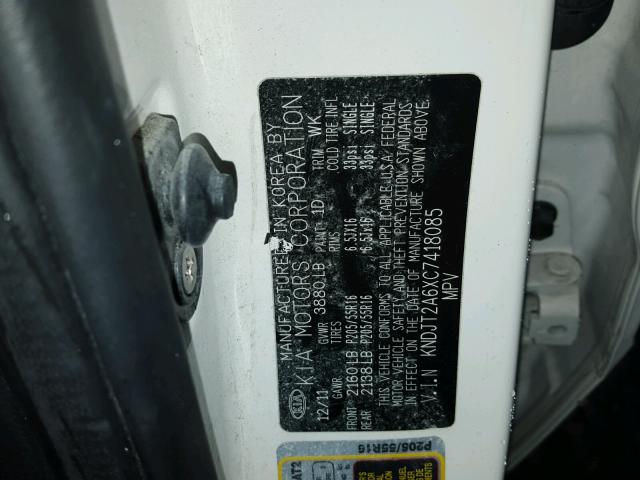 MANUFACTURED IN KOREA BY
KIA MOTORS CORPORATION
KIA
12/11 GVWR 3880LB PAINT 1D TRIM WK
GAWR TIRES RIMS COLD TIRE INFL
FRONT 2160LB P205/55R16 6.5JX16 33psi SINGLE
REAR 2138LB P205/55R16 6.5JX16 33psi SINGLE
THIS VEHICLE CONFORMS TO ALL APPLICABLE U.S.A. FEDERAL
MOTOR VEHICLE SAFETY AND THEFT PREVENTION STANDARDS
IN EFFECT ON THE DATE OF MANUFACTURE SHOWN ABOVE.
V.I.N KNDJT2A6XC7418085
MPV
P205/55R16